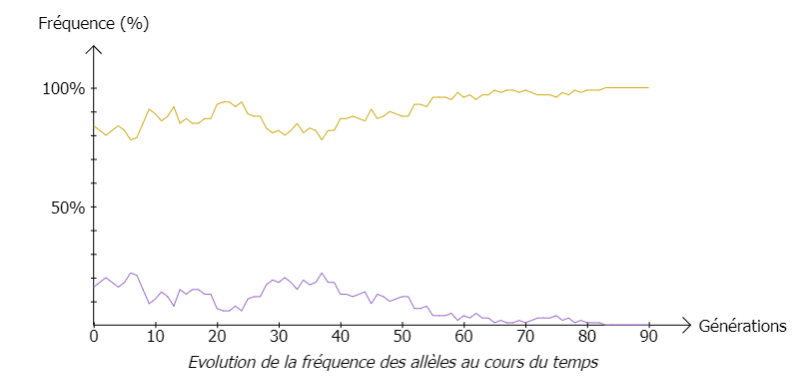 Fréquence (%)
100%
50%
0 10 20 30 40 50 60 70 80 90
Générations
Evolution de la fréquence des allèles au cours du temps